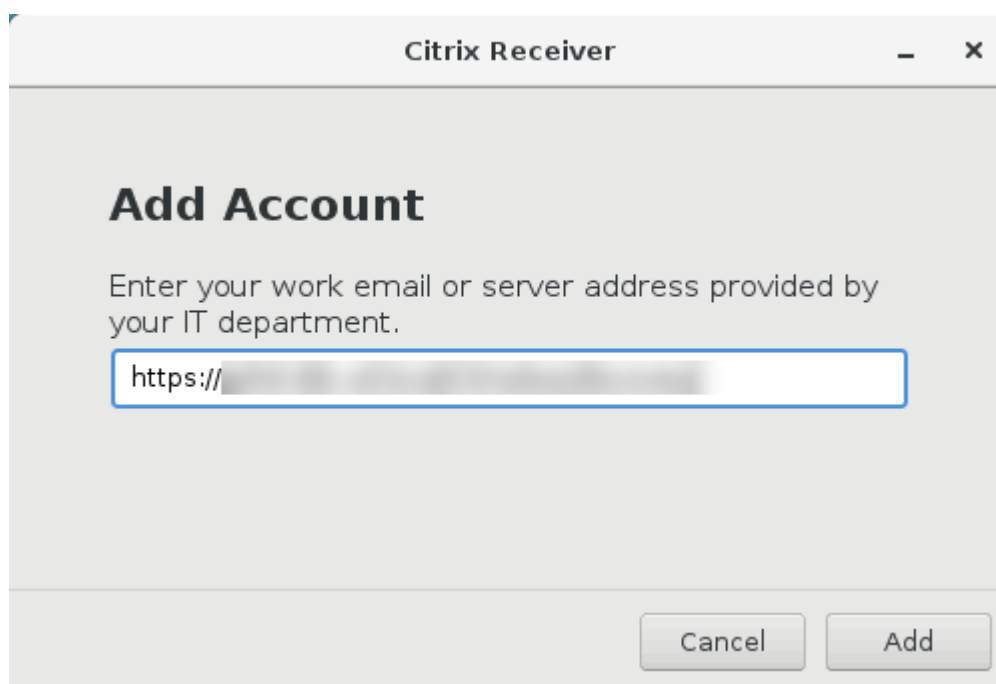 Citrix Receiver
Add Account
Enter your work email or server address provided by
your IT department.
https://
Cancel
Add